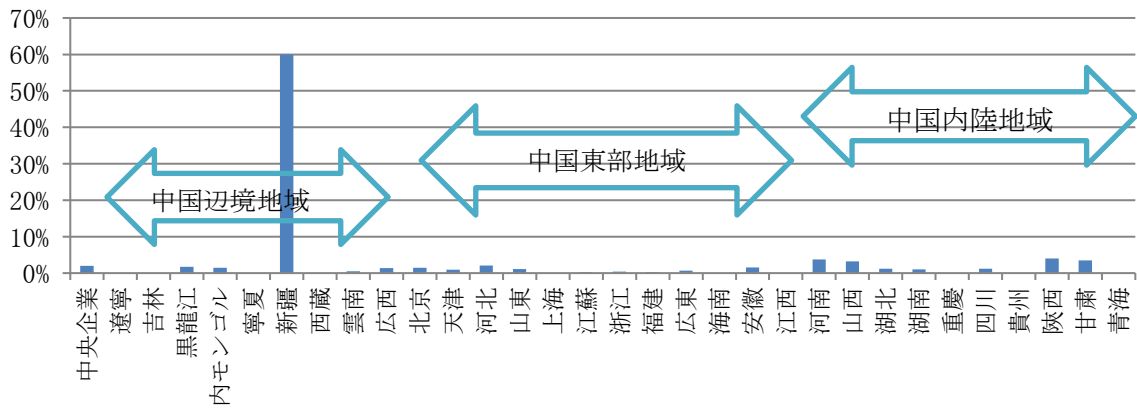 70%
60%
50%
40%
30%
20%
10%
0%
中国辺境地域
中国東部地域
中国内陸地域
中央企業
遼寧
吉林
黒龍江
内モンゴル
寧夏
新疆
西蔵
雲南
広西
北京
天津
河北
山東
上海
江蘇
浙江
福建
広東
海南
安徽
江西
河南
山西
湖北
湖南
重慶
四川
貴州
陝西
甘粛
青海